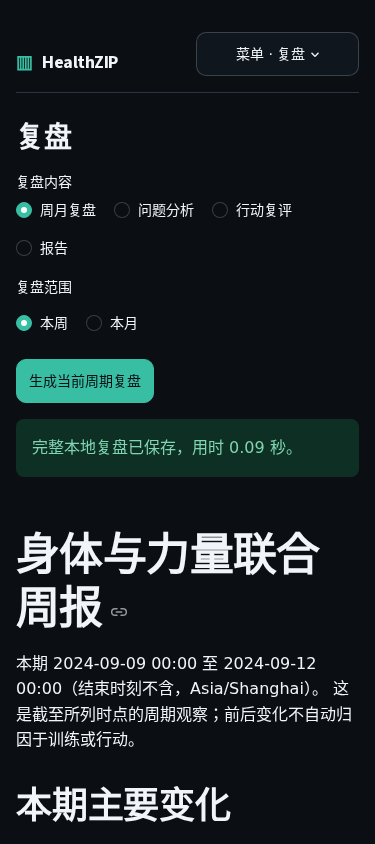 HealthZIP
菜单 · 复盘
复盘
复盘内容
周月复盘 问题分析 行动复评
报告
复盘范围
本周 本月
生成当前周期复盘
完整本地复盘已保存，用时 0.09 秒。
身体与力量联合
周报
本期 2024-09-09 00:00 至 2024-09-12
00:00（结束时刻不含，Asia/Shanghai）。 这
是截至所列时点的周期观察；前后变化不自动归
因于训练或行动。
本期主要变化